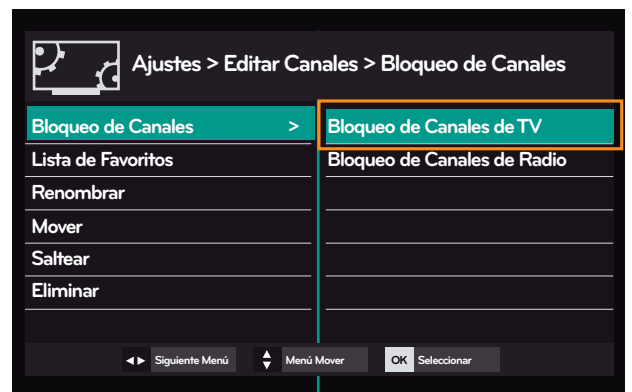 Ajustes > Editar Canales > Bloqueo de Canales
Bloqueo de Canales >
Bloqueo de Canales de TV
Lista de Favoritos
Bloqueo de Canales de Radio
Renombrar
Mover
Saltear
Eliminar
Siguiente Menú
Menú Mover
OK Seleccionar